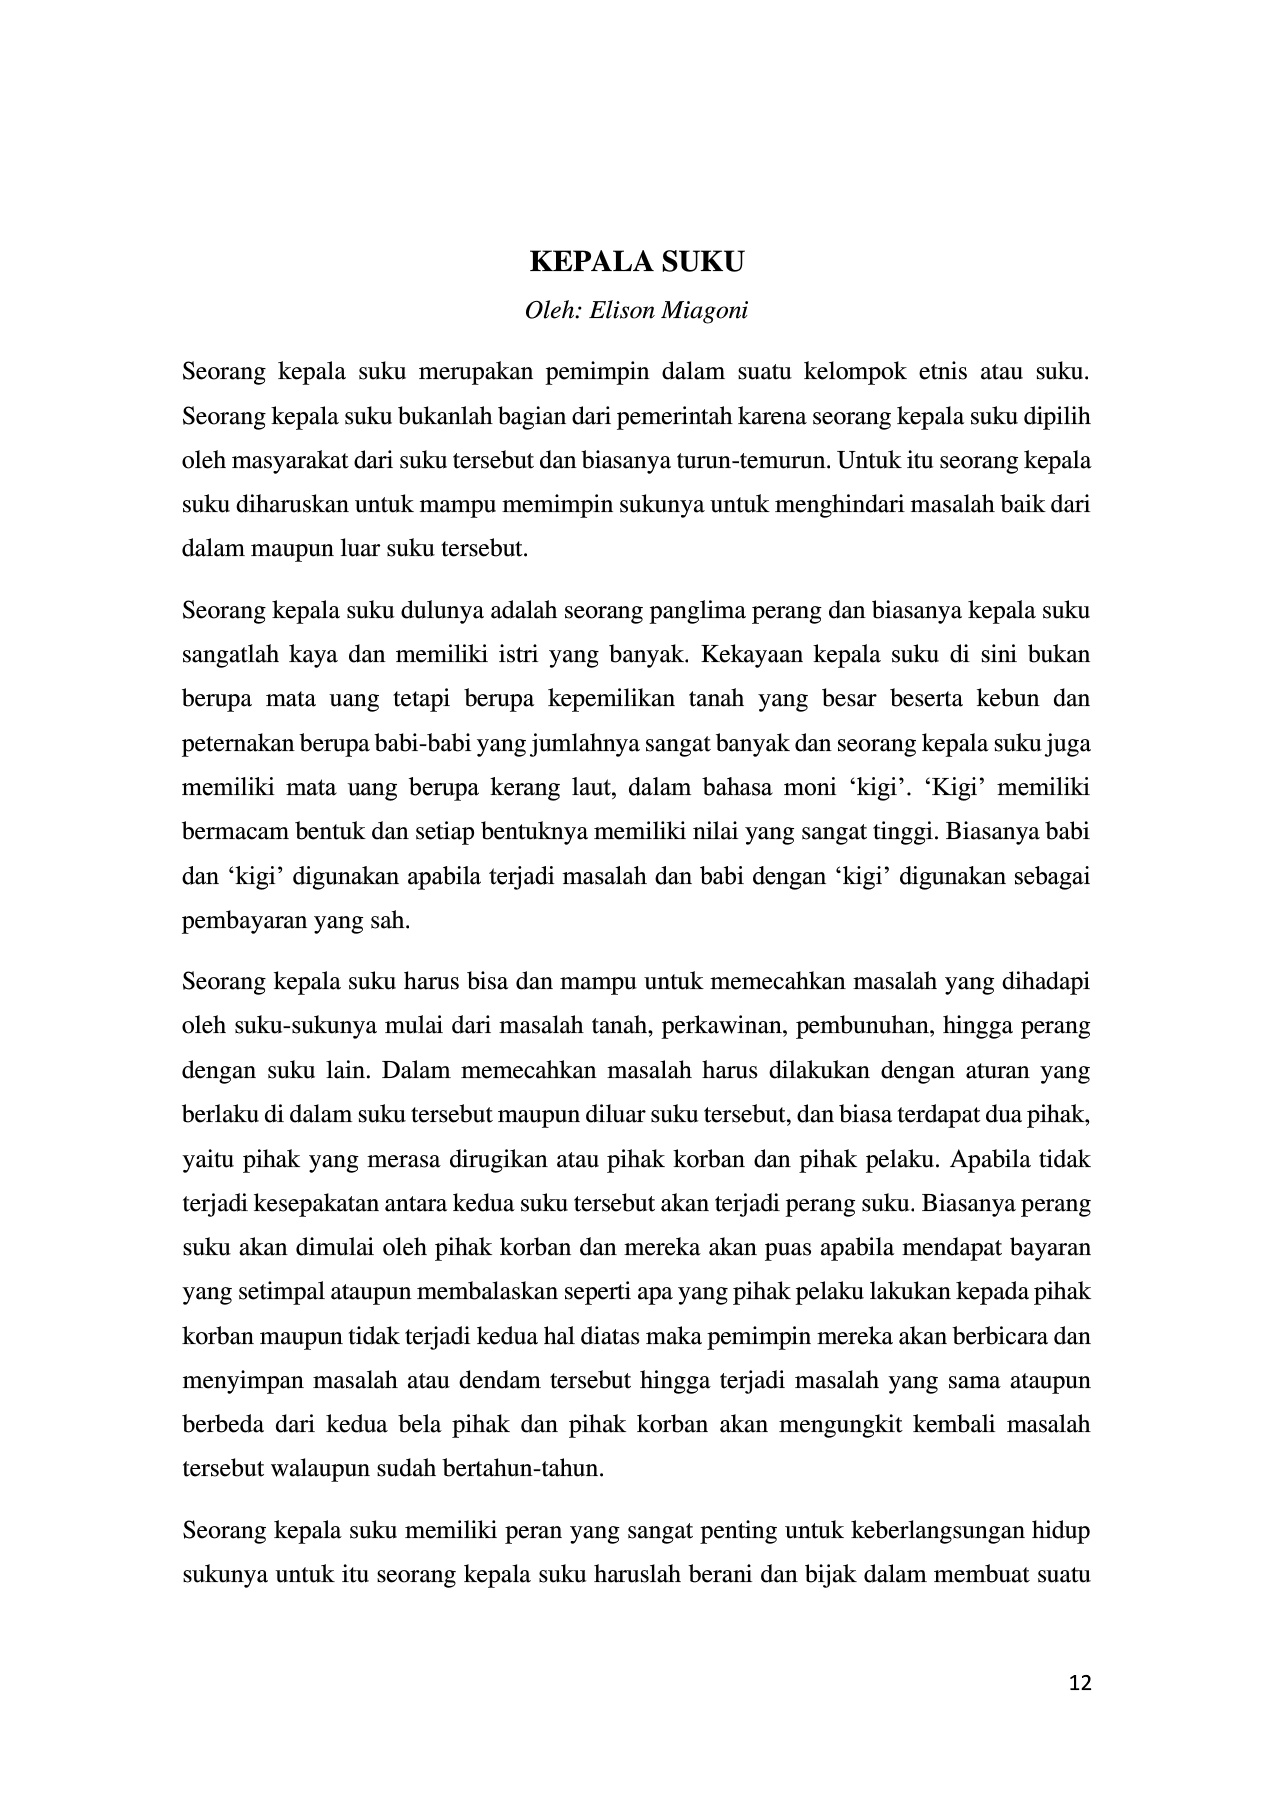 KEPALA SUKU
Oleh: Elison Miagoni
Seorang kepala suku merupakan pemimpin dalam suatu kelompok etnis atau suku.
Seorang kepala suku bukanlah bagian dari pemerintah karena seorang kepala suku dipilih
oleh masyarakat dari suku tersebut dan biasanya turun-temurun. Untuk itu seorang kepala
suku diharuskan untuk mampu memimpin sukunya untuk menghindari masalah baik dari
dalam maupun luar suku tersebut.
Seorang kepala suku dulunya adalah seorang panglima perang dan biasanya kepala suku
sangatlah kaya dan memiliki istri yang banyak. Kekayaan kepala suku di sini bukan
berupa mata uang tetapi berupa kepemilikan tanah yang besar beserta kebun dan
peternakan berupa babi-babi yang jumlahnya sangat banyak dan seorang kepala suku juga
memiliki mata uang berupa kerang laut, dalam bahasa moni ‘kigi’. ‘Kigi’ memiliki
bermacam bentuk dan setiap bentuknya memiliki nilai yang sangat tinggi. Biasanya babi
dan ‘kigi’ digunakan apabila terjadi masalah dan babi dengan ‘kigi’ digunakan sebagai
pembayaran yang sah.
Seorang kepala suku harus bisa dan mampu untuk memecahkan masalah yang dihadapi
oleh suku-sukunya mulai dari masalah tanah, perkawinan, pembunuhan, hingga perang
dengan suku lain. Dalam memecahkan masalah harus dilakukan dengan aturan yang
berlaku di dalam suku tersebut maupun diluar suku tersebut, dan biasa terdapat dua pihak,
yaitu pihak yang merasa dirugikan atau pihak korban dan pihak pelaku. Apabila tidak
terjadi kesepakatan antara kedua suku tersebut akan terjadi perang suku. Biasanya perang
suku akan dimulai oleh pihak korban dan mereka akan puas apabila mendapat bayaran
yang setimpal ataupun membalaskan seperti apa yang pihak pelaku lakukan kepada pihak
korban maupun tidak terjadi kedua hal diatas maka pemimpin mereka akan berbicara dan
menyimpan masalah atau dendam tersebut hingga terjadi masalah yang sama ataupun
berbeda dari kedua bela pihak dan pihak korban akan mengungkit kembali masalah
tersebut walaupun sudah bertahun-tahun.
Seorang kepala suku memiliki peran yang sangat penting untuk keberlangsungan hidup
sukunya untuk itu seorang kepala suku haruslah berani dan bijak dalam membuat suatu
12